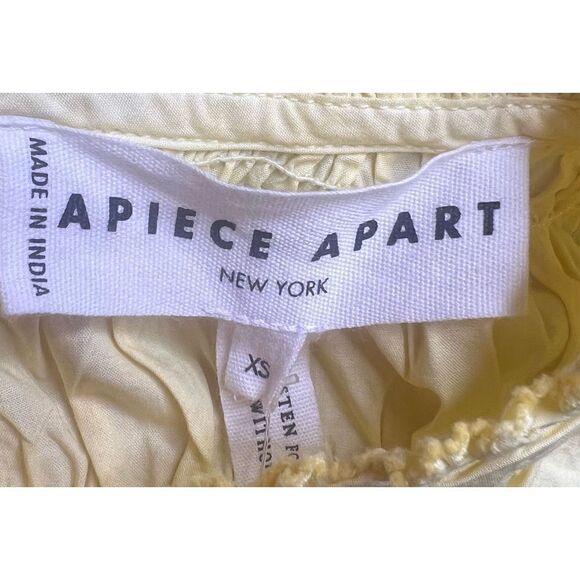 MADE IN INDIA
APIECE APART
NEW YORK
XS